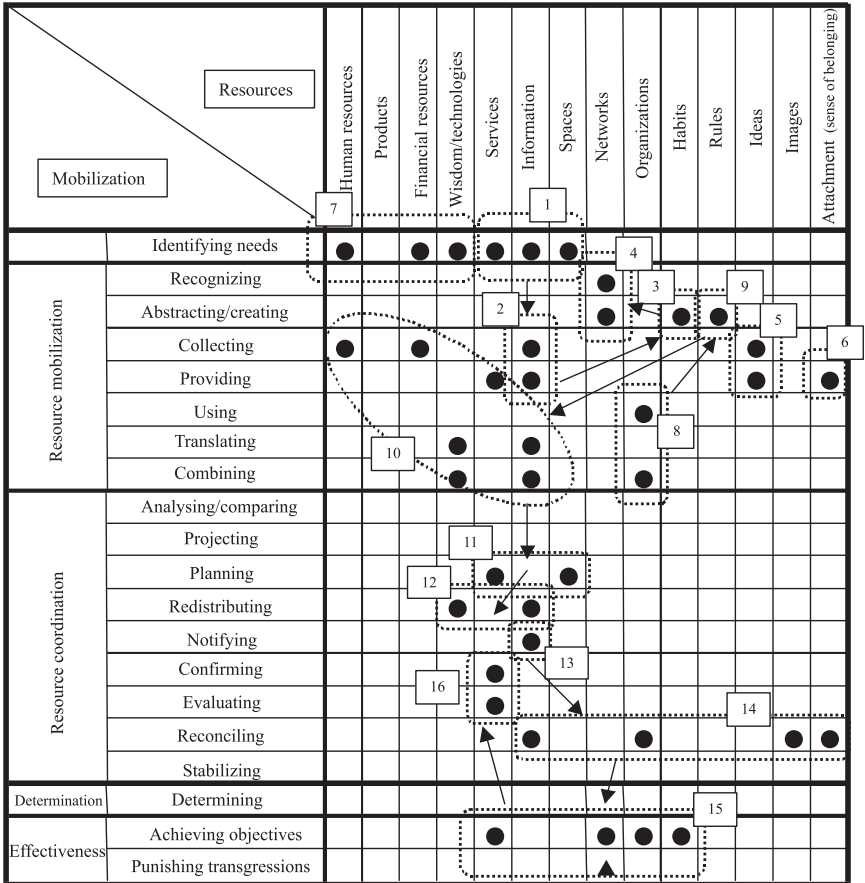 Resources
Mobilization
Human resources
Products
Financial resources
Wisdom/technologies
Services
Information
Spaces
Networks
Organizations
Habits
Rules
Ideas
Images
Attachment (sense of belonging)
7
1
Identifying needs
Resource mobilization
Recognizing
4
3
9
Abstracting/creating
2
5
Collecting
6
Providing
Using
8
Translating
10
Combining
Resource coordination
Analysing/comparing
Projecting
11
Planning
12
Redistributing
Notifying
13
Confirming
16
Evaluating
14
Reconciling
Stabilizing
Determination
Determining
15
Effectiveness
Achieving objectives
Punishing transgressions